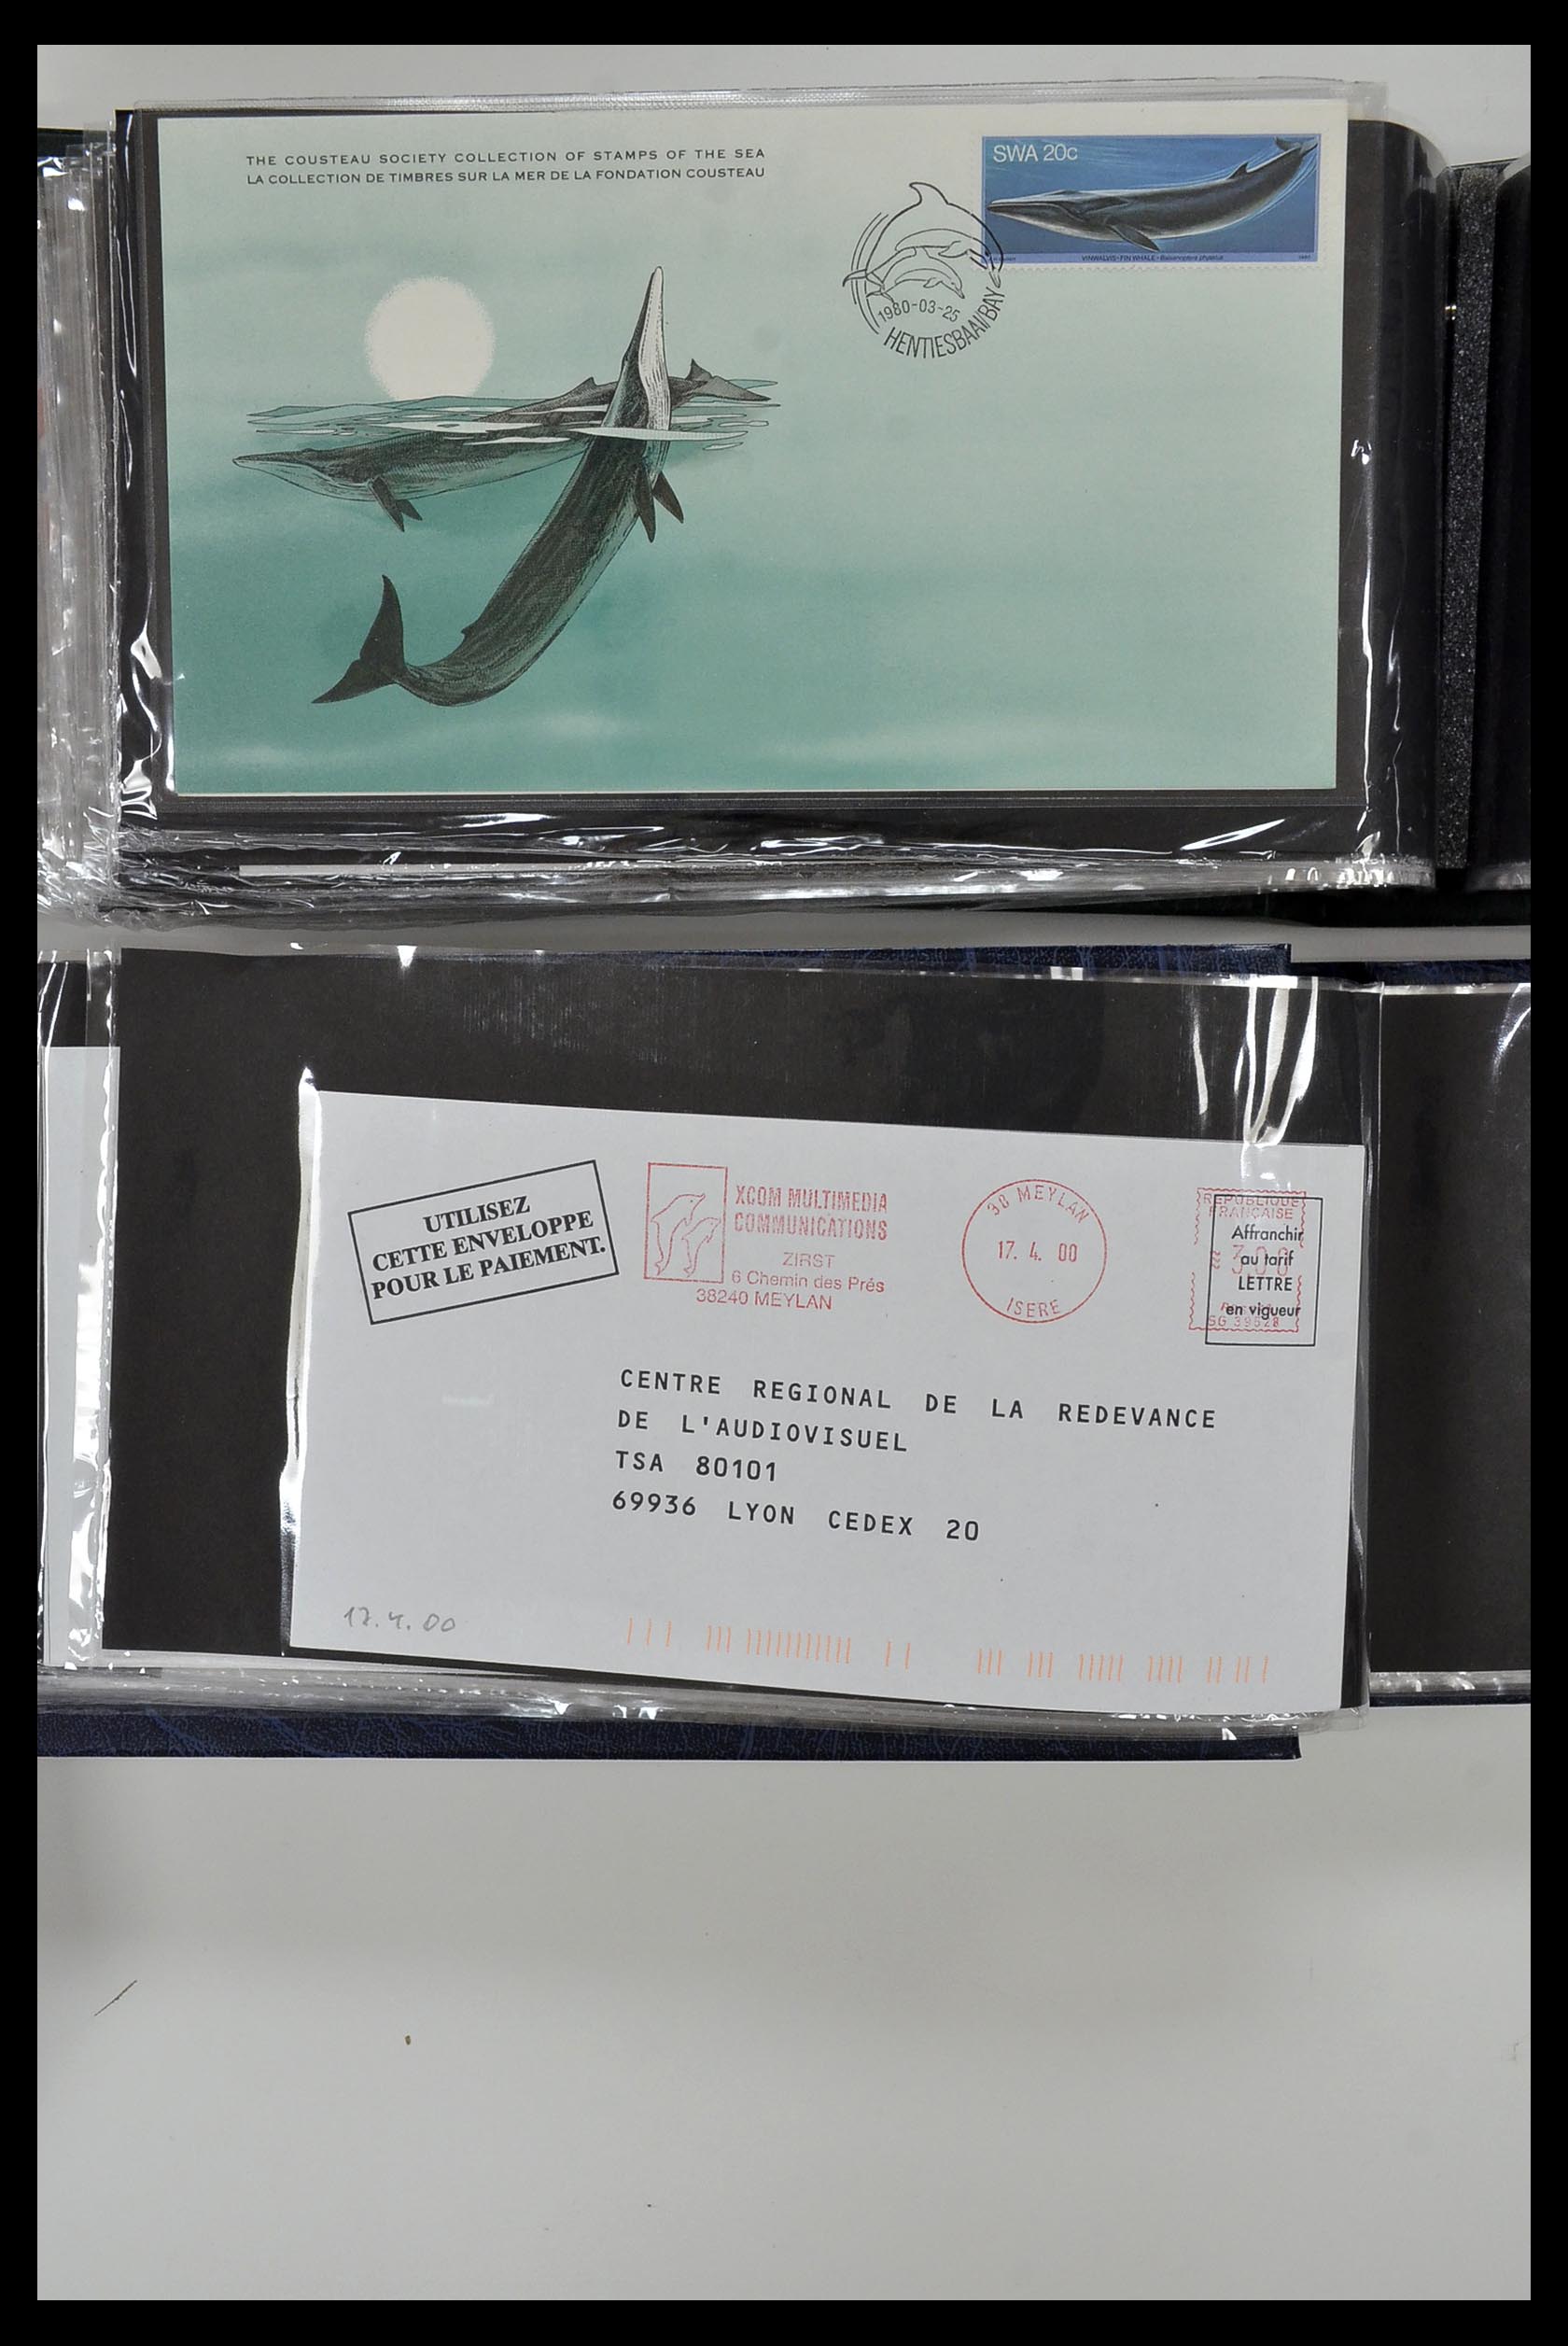 THE COUSTEAU SOCIETY COLLECTION OF STAMPS OF THE SEA
LA COLLECTION DE TIMBRES SUR LA MER DE LA FONDATION COUSTEAU
SWA 20c
VINWALVIS • FIN WHALE • Balaenoptera physalus
1980-03-25
HENTIESBAAI/BAY
UTILISEZ
CETTE ENVELOPPE
POUR LE PAIEMENT.
XCOM MULTIMEDIA
COMMUNICATIONS
ZIRST
6 Chemin des Prés
38240 MEYLAN
38 MEYLAN
17. 4. 00
ISERE
REPUBLIQUE
FRANÇAISE
Affranchir
au tarif
LETTRE
en vigueur
SG 39528
CENTRE REGIONAL DE LA REDEVANCE
DE L'AUDIOVISUEL
TSA 80101
69936 LYON CEDEX 20
17.4.00